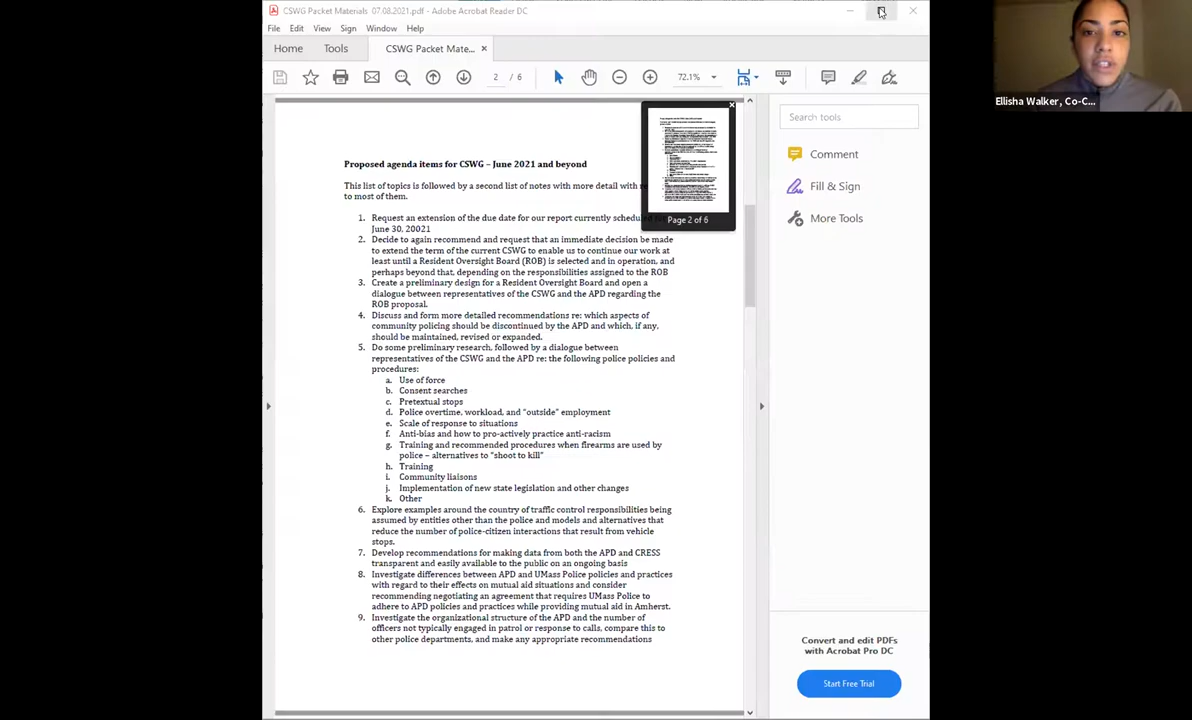 CSWG Packet Materials 07.08.2021.pdf - Adobe Acrobat Reader DC
File Edit View Sign Window Help
Home Tools CSWG Packet Mate... ×
2 / 6 72.1%
Ellisha Walker, Co-C...
Search tools
Comment
Fill & Sign
More Tools
Page 2 of 6
Proposed agenda items for CSWG – June 2021 and beyond
This list of topics is followed by a second list of notes with more detail with
to most of them.
1. Request an extension of the due date for our report currently
June 30, 20021
2. Decide to again recommend and request that an immediate decision be made
to extend the term of the current CSWG to enable us to continue our work at
least until a Resident Oversight Board (ROB) is selected and in operation, and
perhaps beyond that, depending on the responsibilities assigned to the ROB
3. Create a preliminary design for a Resident Oversight Board and open a
dialogue between representatives of the CSWG and the APD regarding the
ROB proposal.
4. Discuss and form more detailed recommendations re: which aspects of
community policing should be discontinued by the APD and which, if any,
should be maintained, revised or expanded.
5. Do some preliminary research, followed by a dialogue between
representatives of the CSWG and the APD re: the following police policies and
procedures:
a. Use of force
b. Consent searches
c. Pretextual stops
d. Police overtime, workload, and "outside" employment
e. Scale of response to situations
f. Anti-bias and how to pro-actively practice anti-racism
g. Training and recommended procedures when firearms are used by
police – alternatives to "shoot to kill"
h. Training
i. Community liaisons
j. Implementation of new state legislation and other changes
k. Other
6. Explore examples around the country of traffic control responsibilities being
assumed by entities other than the police and models and alternatives that
reduce the number of police-citizen interactions that result from vehicle
stops.
7. Develop recommendations for making data from both the APD and CRESS
transparent and easily available to the public on an ongoing basis
8. Investigate differences between APD and UMass Police policies and practices
with regard to their effects on mutual aid situations and consider
recommending negotiating an agreement that requires UMass Police to
adhere to APD policies and practices while providing mutual aid in Amherst.
9. Investigate the organizational structure of the APD and the number of
officers not typically engaged in patrol or response to calls, compare this to
other police departments, and make any appropriate recommendations
Convert and edit PDFs
with Acrobat Pro DC
Start Free Trial